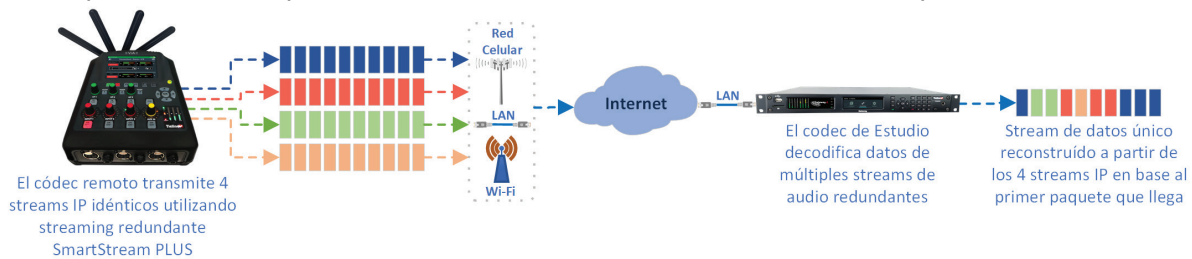 Red
Celular
LAN
Wi-Fi
Internet
LAN
El códec remoto transmite 4
streams IP idénticos utilizando
streaming redundante
SmartStream PLUS
El codec de Estudio
decodifica datos de
múltiples streams de
audio redundantes
Stream de datos único
reconstruído a partir de
los 4 streams IP en base al
primer paquete que llega